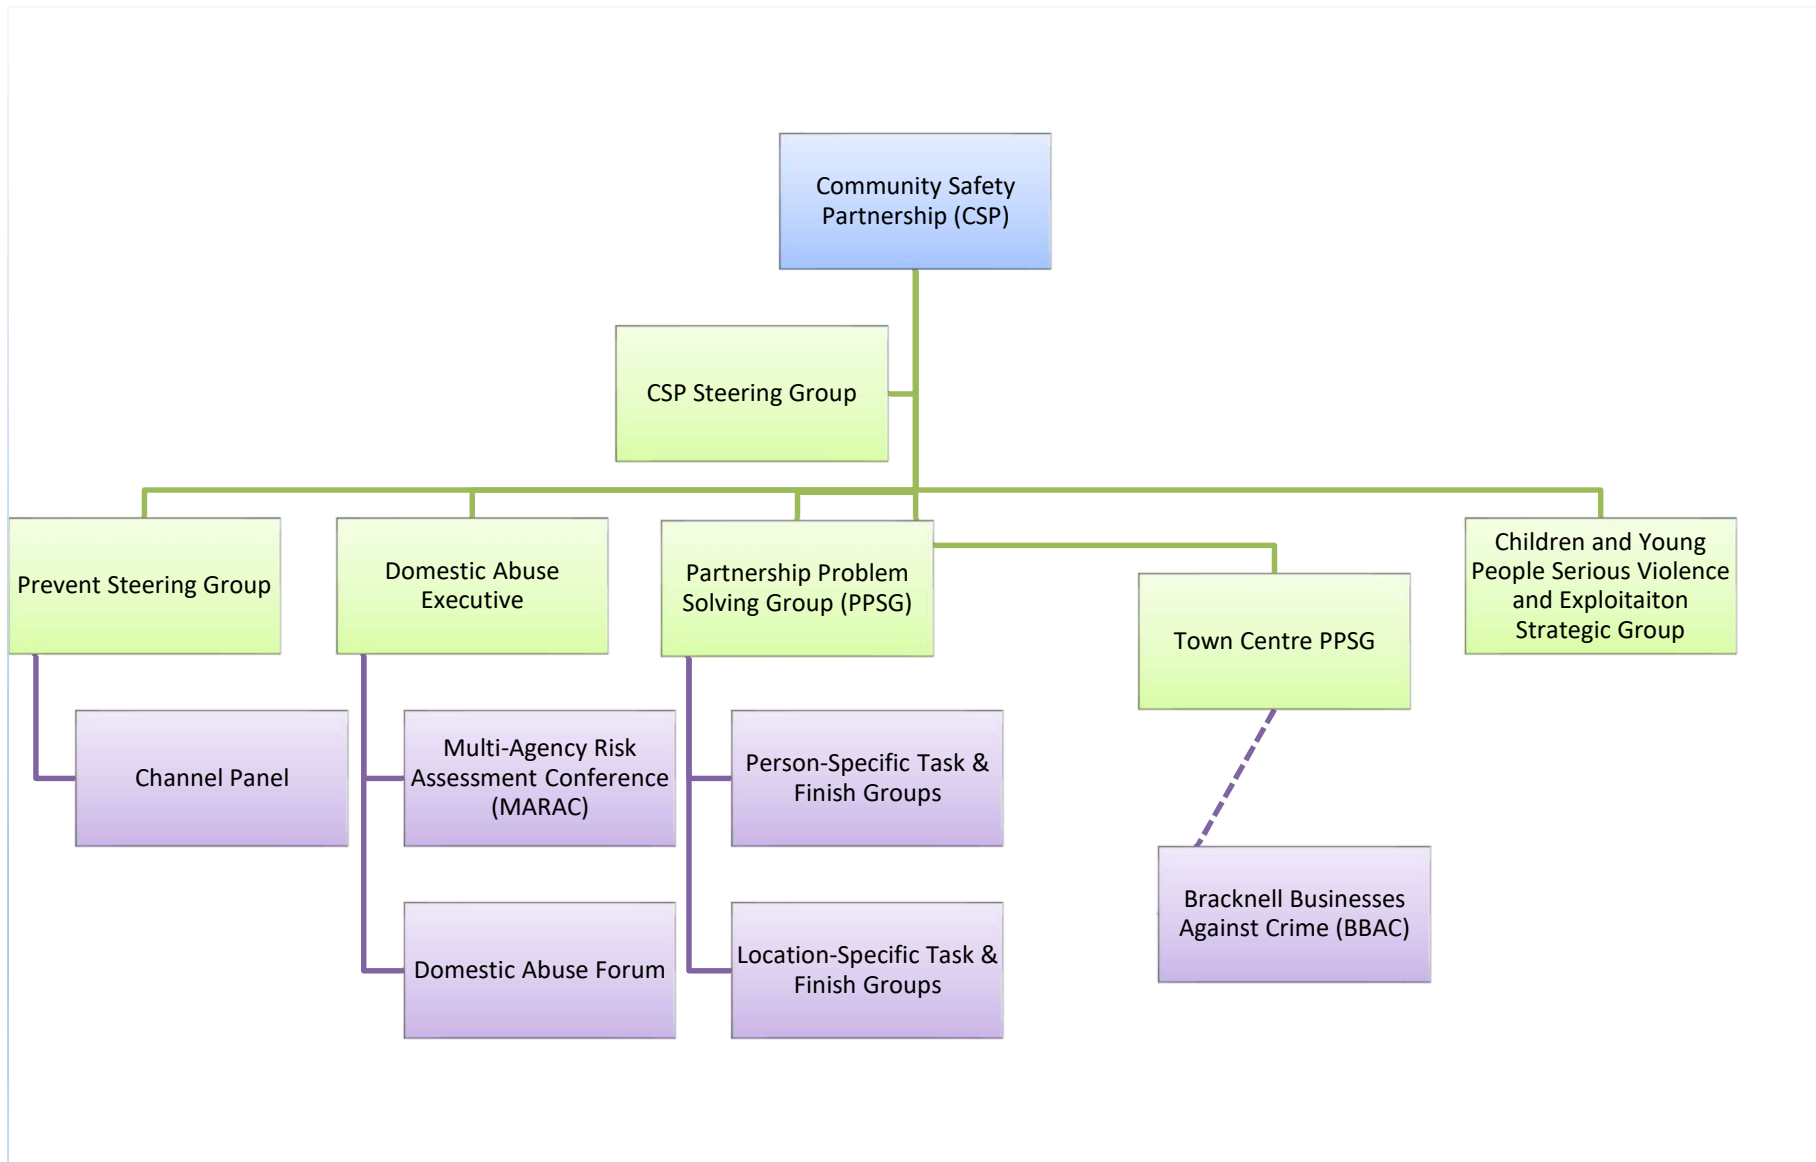 Community Safety
Partnership (CSP)
CSP Steering Group
Prevent Steering Group
Domestic Abuse
Executive
Partnership Problem
Solving Group (PPSG)
Town Centre PPSG
Children and Young
People Serious Violence
and Exploitaiton
Strategic Group
Channel Panel
Multi-Agency Risk
Assessment Conference
(MARAC)
Person-Specific Task &
Finish Groups
Bracknell Businesses
Against Crime (BBAC)
Domestic Abuse Forum
Location-Specific Task &
Finish Groups